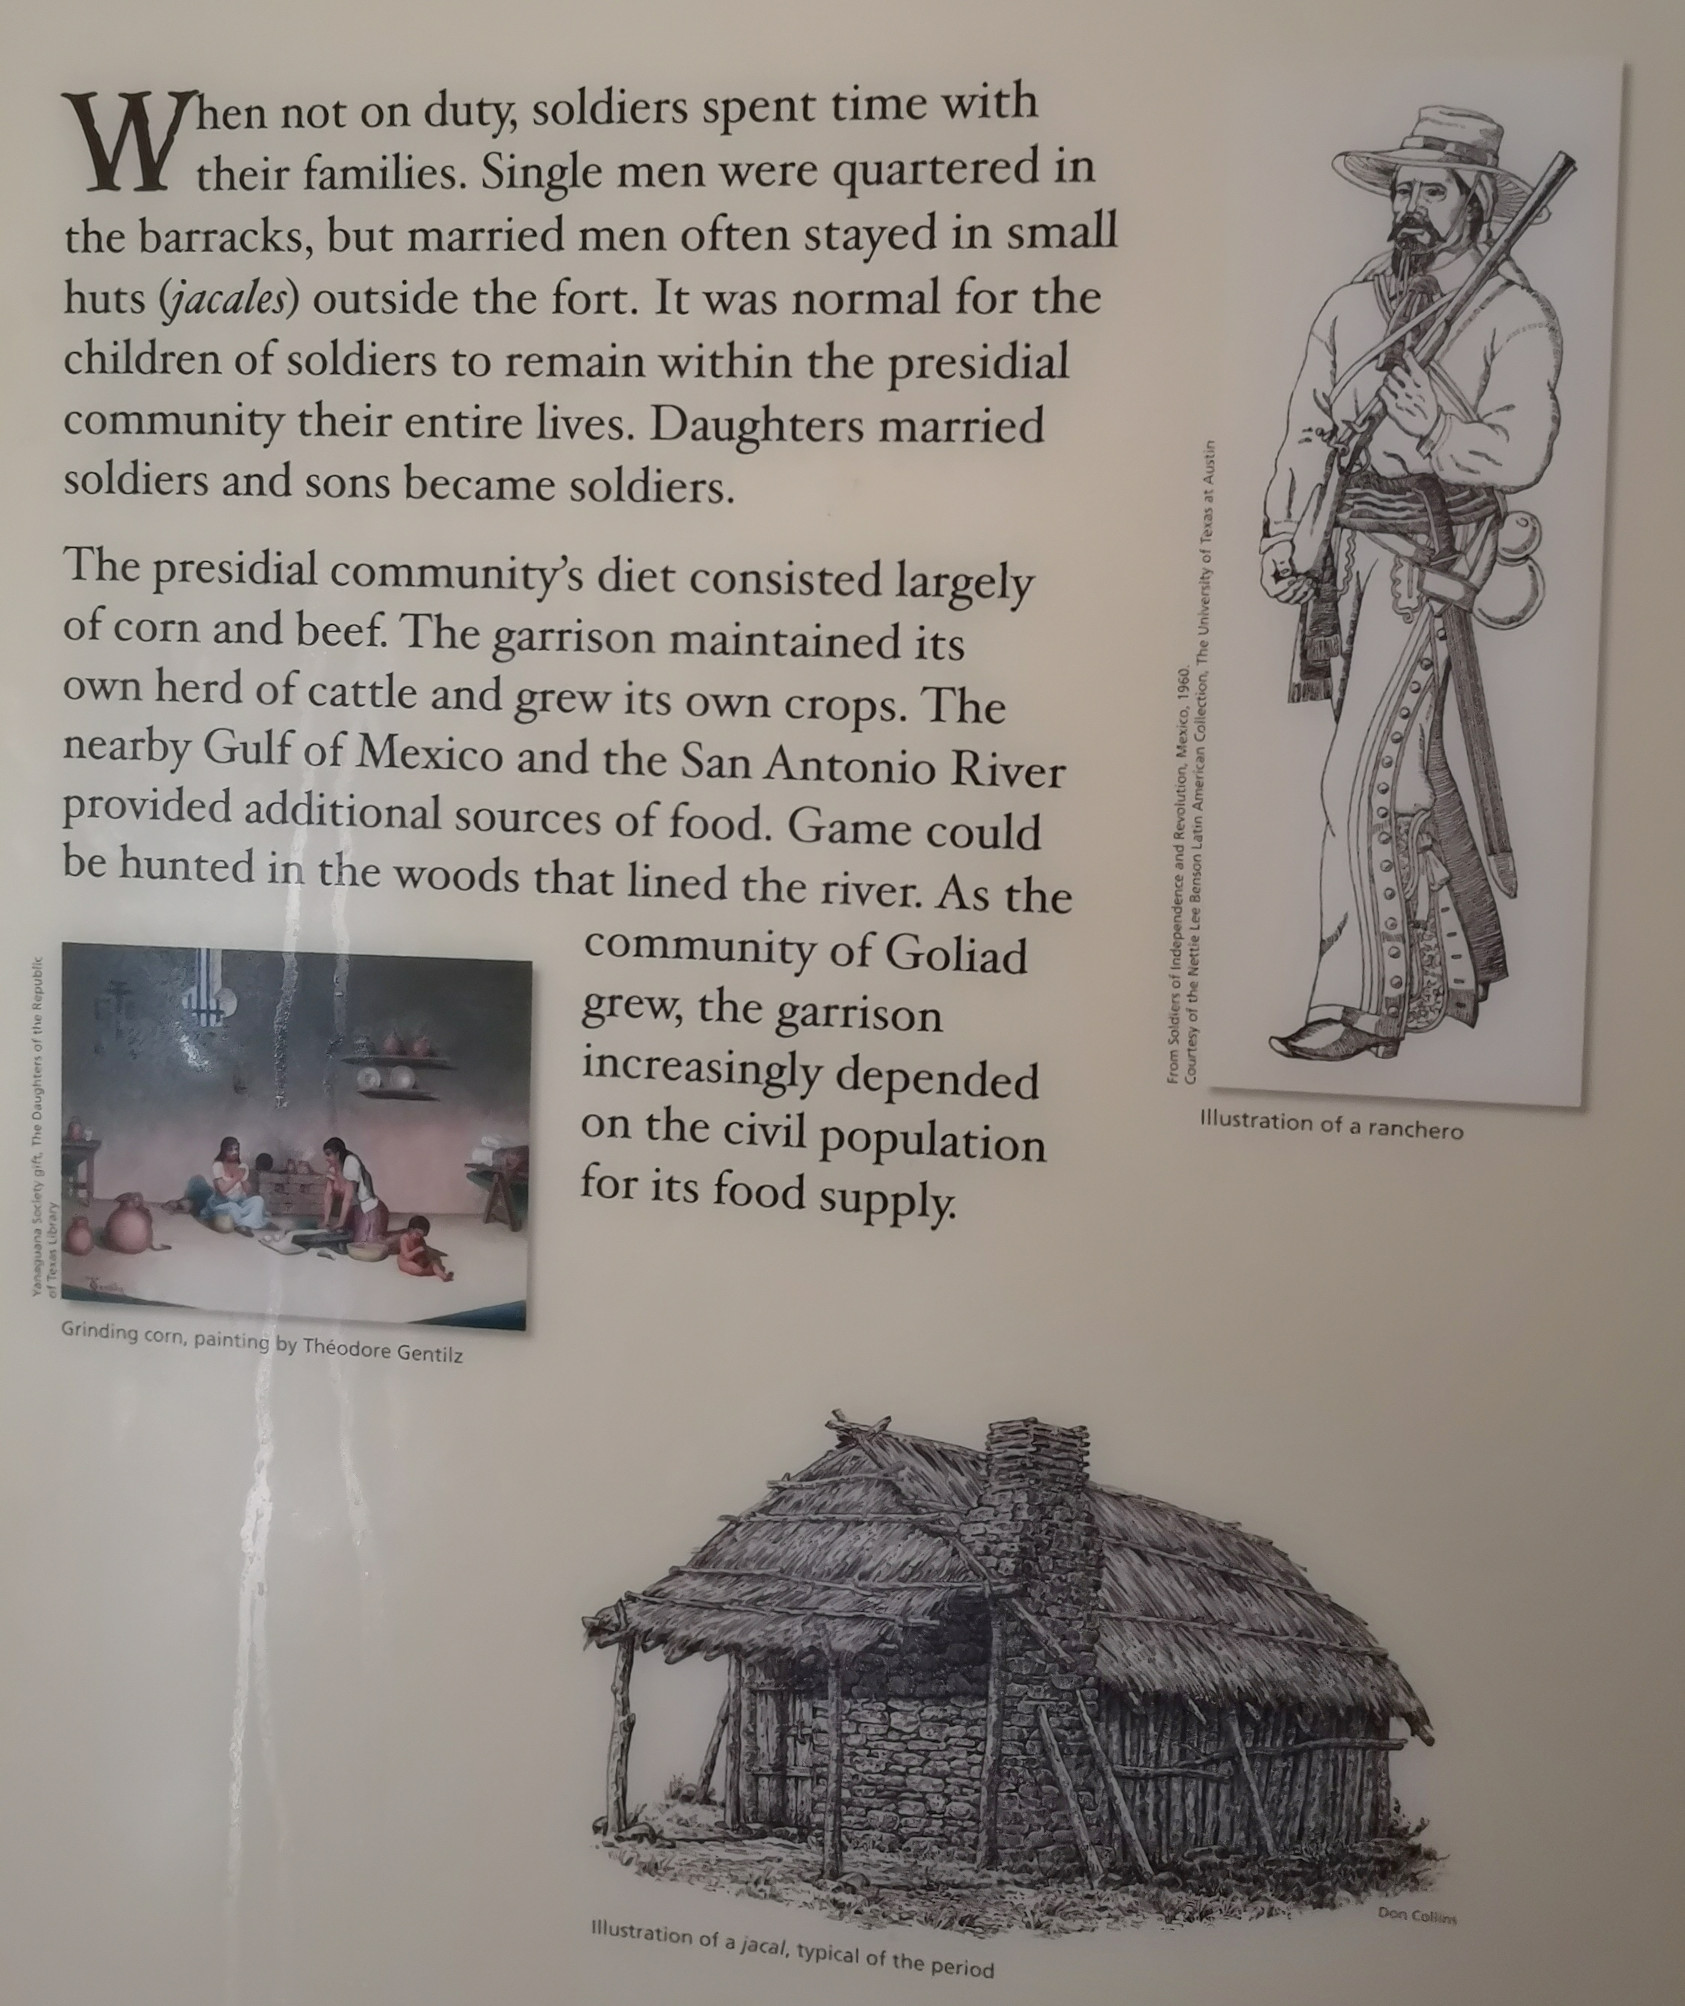 When not on duty, soldiers spent time with
their families. Single men were quartered in
the barracks, but married men often stayed in small
huts (jacales) outside the fort. It was normal for the
children of soldiers to remain within the presidial
community their entire lives. Daughters married
soldiers and sons became soldiers.
The presidial community’s diet consisted largely
of corn and beef. The garrison maintained its
own herd of cattle and grew its own crops. The
nearby Gulf of Mexico and the San Antonio River
provided additional sources of food. Game could
be hunted in the woods that lined the river. As the
community of Goliad
grew, the garrison
increasingly depended
on the civil population
for its food supply.
Yanaguana Society gift, The Daughters of the Republic
of Texas Library
Grinding corn, painting by Théodore Gentilz
From Soldiers of Independence and Revolution, Mexico, 1960.
Courtesy of the Nettie Lee Benson Latin American Collection, The University of Texas at Austin
Illustration of a ranchero
Don Collins
Illustration of a jacal, typical of the period